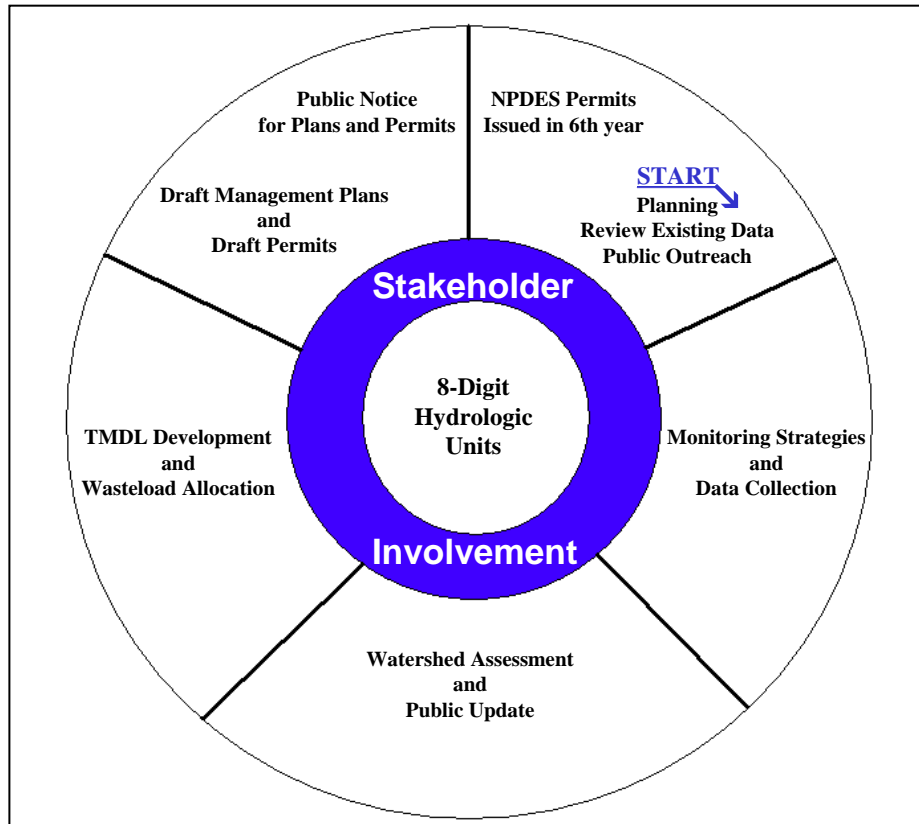 Public Notice
for Plans and Permits
NPDES Permits
Issued in 6th year
START
Planning
Review Existing Data
Public Outreach
Draft Management Plans
and
Draft Permits
Stakeholder
8-Digit
Hydrologic
Units
Involvement
TMDL Development
and
Wasteload Allocation
Monitoring Strategies
and
Data Collection
Watershed Assessment
and
Public Update